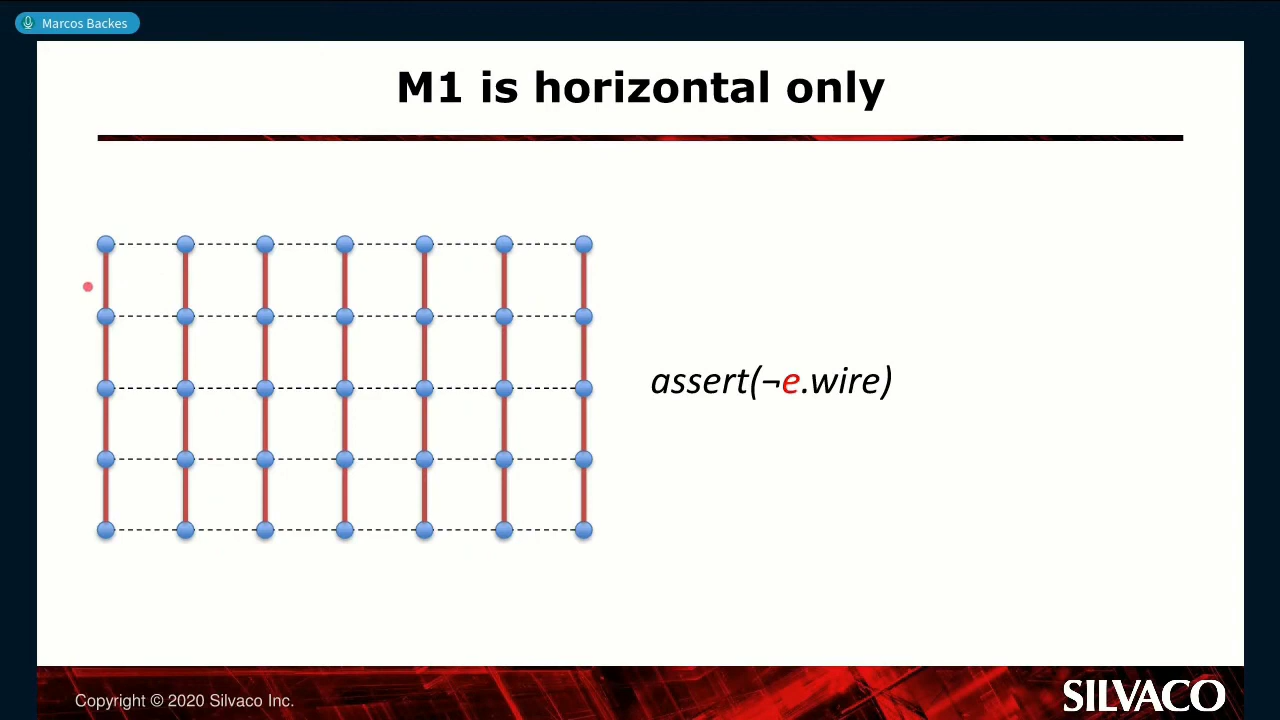 Marcos Backes
M1 is horizontal only
assert(¬e.wire)
Copyright © 2020 Silvaco Inc.
SILVACO